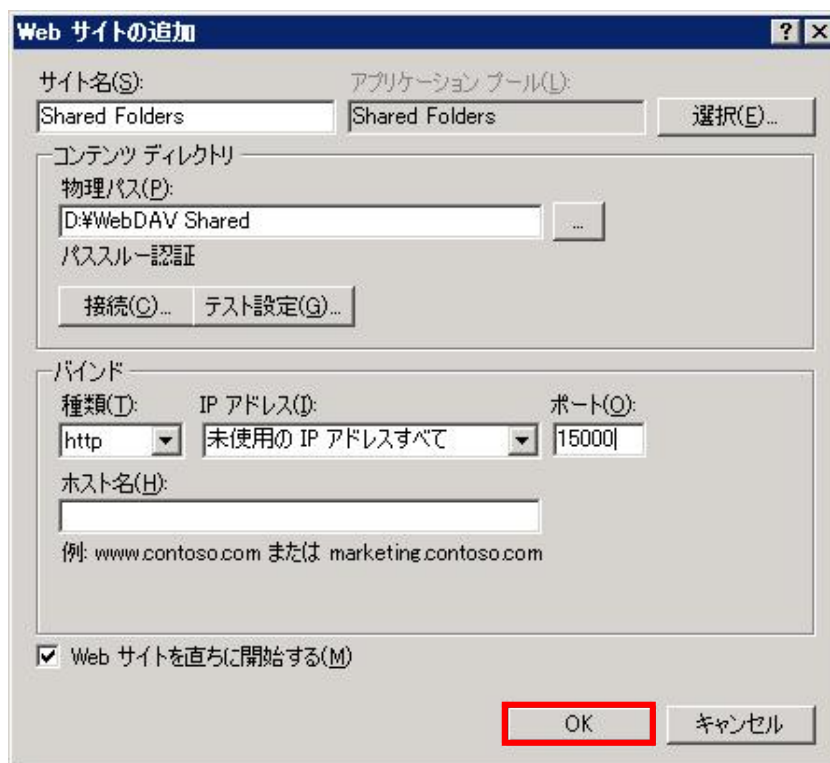 Web サイトの追加
サイト名(S):
アプリケーション プール(L):
Shared Folders
Shared Folders
選択(E)...
コンテンツ ディレクトリ
物理パス(P):
D:¥WebDAV Shared
...
パススルー認証
接続(C)...
テスト設定(G)...
バインド
種類(T):
IP アドレス(I):
ポート(O):
http
未使用の IP アドレスすべて
15000
ホスト名(H):
例: www.contoso.com または marketing.contoso.com
Web サイトを直ちに開始する(M)
OK
キャンセル